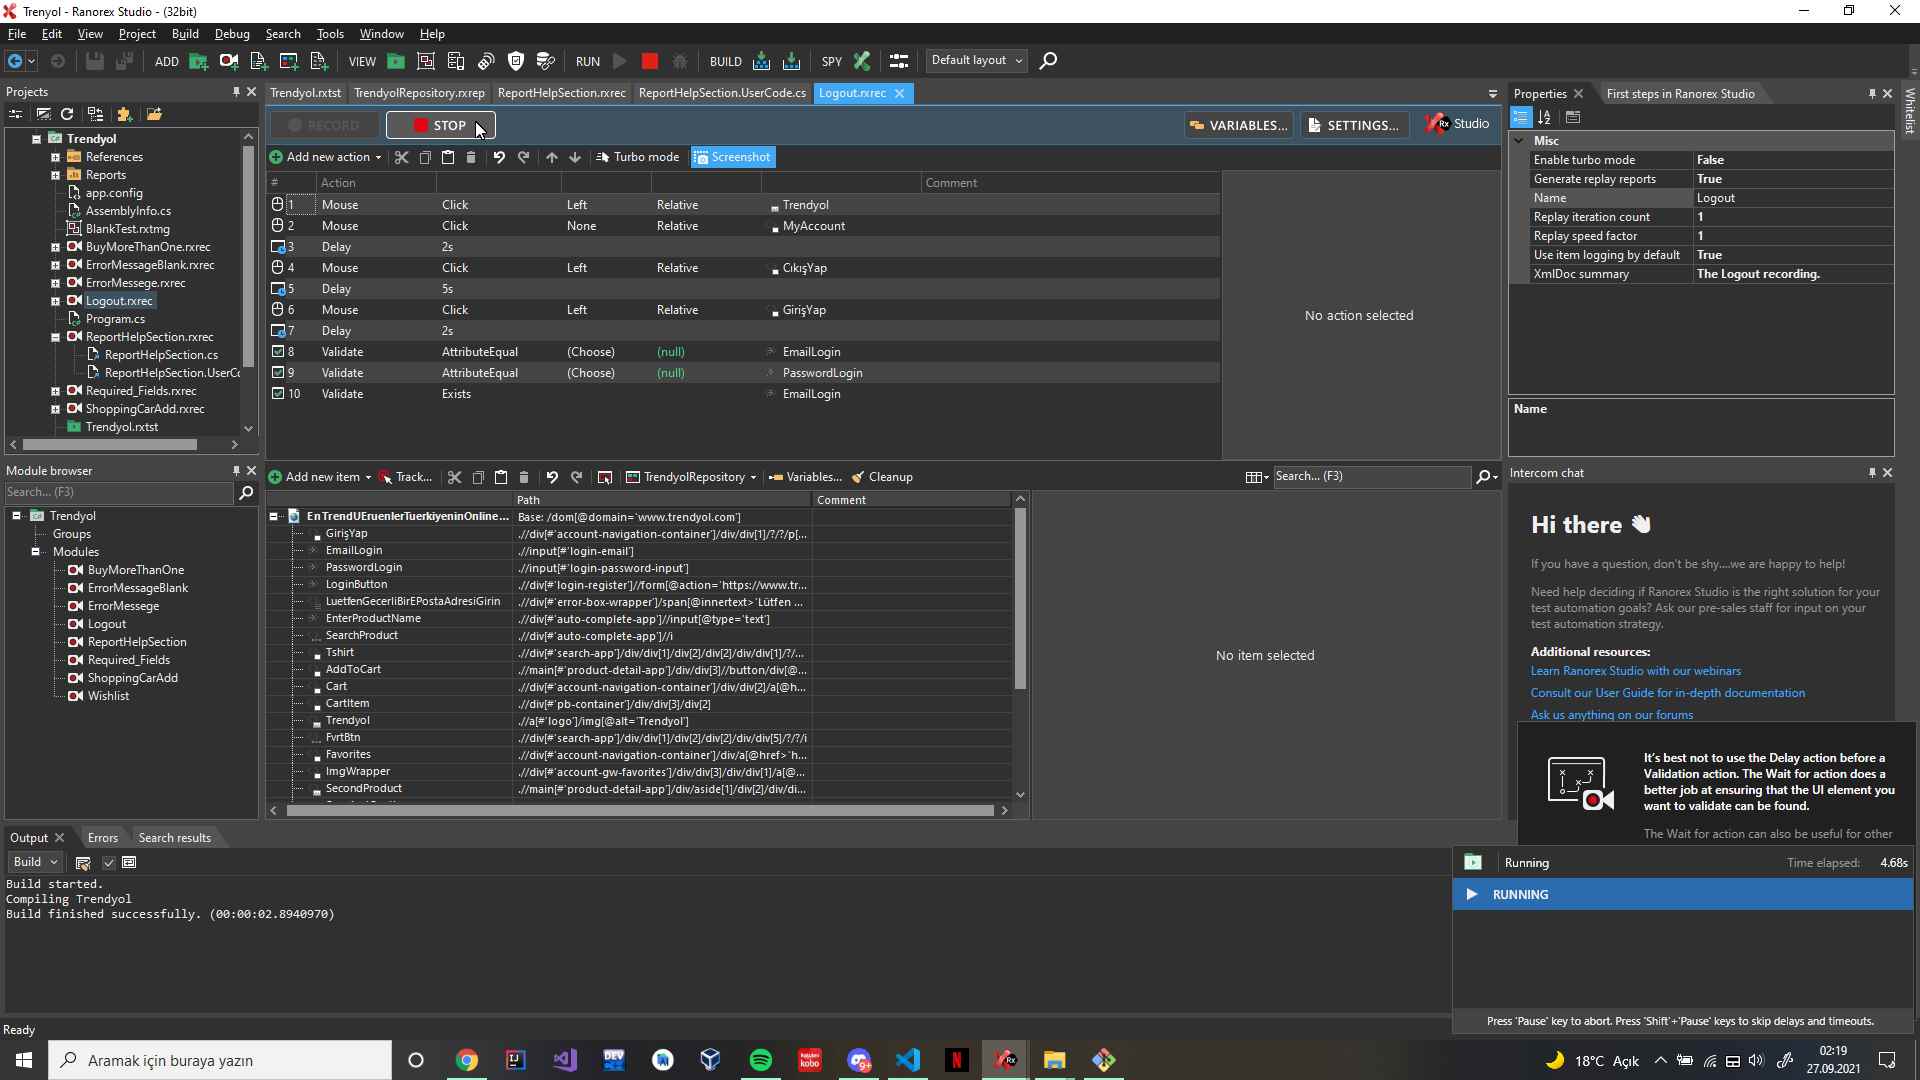 Trenyol - Ranorex Studio - (32bit)
File Edit View Project Build Debug Search Tools Window Help
ADD VIEW RUN BUILD SPY Default layout
Projects
Trendyol
References
Reports
app.config
AssemblyInfo.cs
BlankTest.rxtmg
BuyMoreThanOne.rxrec
ErrorMessageBlank.rxrec
ErrorMessege.rxrec
Logout.rxrec
Program.cs
ReportHelpSection.rxrec
ReportHelpSection.cs
ReportHelpSection.UserCo
Required_Fields.rxrec
ShoppingCarAdd.rxrec
Trendyol.rxtst
Module browser
Search... (F3)
Trendyol
Groups
Modules
BuyMoreThanOne
ErrorMessageBlank
ErrorMessege
Logout
ReportHelpSection
Required_Fields
ShoppingCarAdd
Wishlist
Trendyol.rxtst TrendyolRepository.rxrep ReportHelpSection.rxrec ReportHelpSection.UserCode.cs Logout.rxrec
RECORD STOP VARIABLES... SETTINGS... Rx Studio
Add new action Turbo mode Screenshot
# Action Comment
1 Mouse Click Left Relative Trendyol
2 Mouse Click None Relative MyAccount
3 Delay 2s
4 Mouse Click Left Relative CıkışYap
5 Delay 5s
6 Mouse Click Left Relative GirişYap
7 Delay 2s
8 Validate AttributeEqual (Choose) (null) EmailLogin
9 Validate AttributeEqual (Choose) (null) PasswordLogin
10 Validate Exists EmailLogin
No action selected
Add new item Track... TrendyolRepository Variables... Cleanup Search... (F3)
Path Comment
EnTrendUEruenlerTuerkiyeninOnline... Base: /dom[@domain='www.trendyol.com']
GirişYap .//div[#'account-navigation-container']/div/div[1]/?/?/p[...
EmailLogin .//input[#'login-email']
PasswordLogin .//input[#'login-password-input']
LoginButton .//div[#'login-register']//form[@action='https://www.tr...
LuetfenGecerliBirEPostaAdresiGirin .//div[#'error-box-wrapper']/span[@innertext>'Lütfen ...
EnterProductName .//div[#'auto-complete-app']//input[@type='text']
SearchProduct .//div[#'auto-complete-app']//i
Tshirt .//div[#'search-app']/div/div[1]/div[2]/div[2]/div/div[1]/?/...
AddToCart .//main[#'product-detail-app']/div/div[3]//button/div[@...
Cart .//div[#'account-navigation-container']/div/div[2]/a[@h...
CartItem .//div[#'pb-container']/div/div[3]/div[2]
Trendyol .//a[#'logo']/img[@alt='Trendyol']
FvrtBtn .//div[#'search-app']/div/div[1]/div[2]/div[2]/div/div[5]/?/?/i
Favorites .//div[#'account-navigation-container']/div/a[@href>'h...
ImgWrapper .//div[#'account-gw-favorites']/div/div[3]/div/div[1]/a[@...
SecondProduct .//main[#'product-detail-app']/div/aside[1]/div[2]/div/di...
No item selected
Properties First steps in Ranorex Studio
Whitelist
Misc
Enable turbo mode False
Generate replay reports True
Name Logout
Replay iteration count 1
Replay speed factor 1
Use item logging by default True
XmlDoc summary The Logout recording.
Name
Intercom chat
Hi there
If you have a question, don't be shy....we are happy to help!
Need help deciding if Ranorex Studio is the right solution for your
test automation goals? Ask our pre-sales staff for input on your
test automation strategy.
Additional resources:
Learn Ranorex Studio with our webinars
Consult our User Guide for in-depth documentation
Ask us anything on our forums
It's best not to use the Delay action before a
Validation action. The Wait for action does a
better job at ensuring that the UI element you
want to validate can be found.
The Wait for action can also be useful for other
Running Time elapsed: 4.68s
RUNNING
Press 'Pause' key to abort. Press 'Shift'+'Pause' keys to skip delays and timeouts.
Output Errors Search results
Build
Build started.
Compiling Trendyol
Build finished successfully. (00:00:02.8940970)
Ready
Aramak için buraya yazın
DEV
kobo
9+
18°C Açık
02:19
27.09.2021